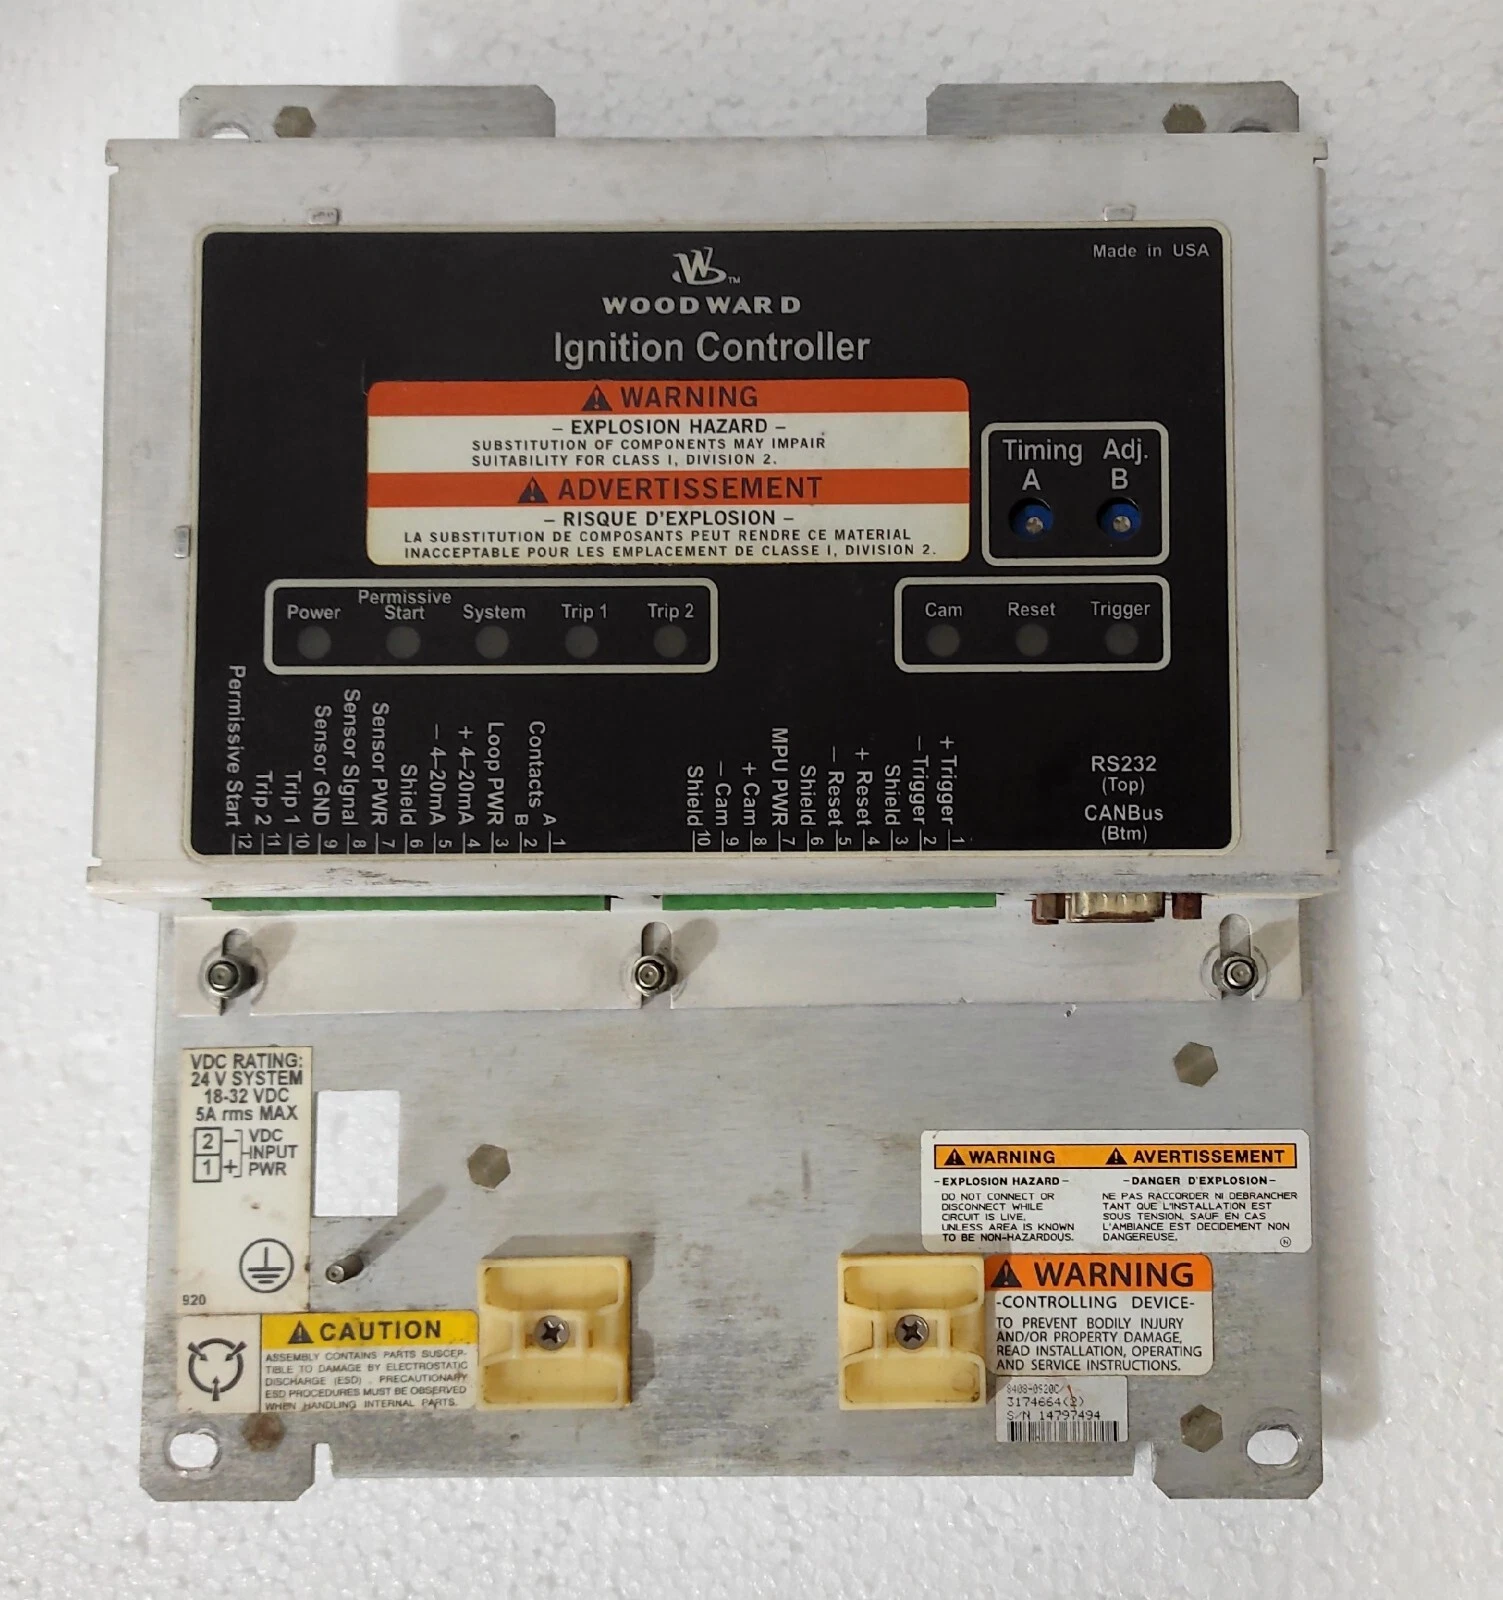 Made in USA
W™
WOODWARD
Ignition Controller
WARNING
– EXPLOSION HAZARD –
SUBSTITUTION OF COMPONENTS MAY IMPAIR
SUITABILITY FOR CLASS I, DIVISION 2.
ADVERTISSEMENT
– RISQUE D'EXPLOSION –
LA SUBSTITUTION DE COMPOSANTS PEUT RENDRE CE MATERIAL
INACCEPTABLE POUR LES EMPLACEMENT DE CLASSE I, DIVISION 2.
Timing Adj.
A B
Power
Permissive
Start
System
Trip 1
Trip 2
Cam
Reset
Trigger
Permissive Start 12
Trip 2 11
Trip 1 10
Sensor GND 9
Sensor SIgnal 8
Sensor PWR 7
Shield 6
– 4–20mA 5
+ 4–20mA 4
Loop PWR 3
B 2
Contacts A 1
Shield 10
– Cam 9
+ Cam 8
MPU PWR 7
Shield 6
– Reset 5
+ Reset 4
Shield 3
– Trigger 2
+ Trigger 1
RS232
(Top)
CANBus
(Btm)
VDC RATING:
24 V SYSTEM
18-32 VDC
5A rms MAX
2 – VDC
INPUT
1 + PWR
920
CAUTION
ASSEMBLY CONTAINS PARTS SUSCEP-
TIBLE TO DAMAGE BY ELECTROSTATIC
DISCHARGE (ESD) . PRECAUTIONARY
ESD PROCEDURES MUST BE OBSERVED
WHEN HANDLING INTERNAL PARTS.
WARNING
- EXPLOSION HAZARD -
DO NOT CONNECT OR
DISCONNECT WHILE
CIRCUIT IS LIVE,
UNLESS AREA IS KNOWN
TO BE NON-HAZARDOUS.
AVERTISSEMENT
- DANGER D'EXPLOSION -
NE PAS RACCORDER NI DEBRANCHER
TANT QUE L'INSTALLATION EST
SOUS TENSION, SAUF EN CAS
L'AMBIANCE EST DECIDEMENT NON
DANGEREUSE.
N
WARNING
-CONTROLLING DEVICE-
TO PREVENT BODILY INJURY
AND/OR PROPERTY DAMAGE,
READ INSTALLATION, OPERATING
AND SERVICE INSTRUCTIONS.
8408-0520C/
3174664(2)
S/N 14797494